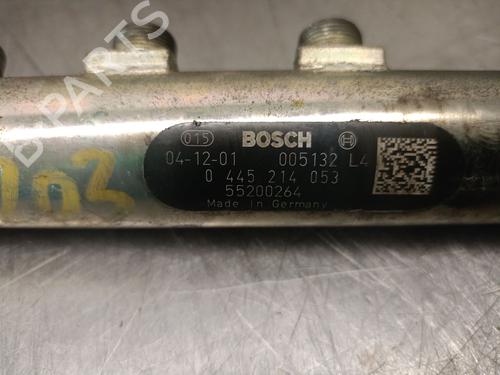 B-PARTS
015 BOSCH
04-12-01 005132 L4
0 445 214 053
55200264
Made in Germany